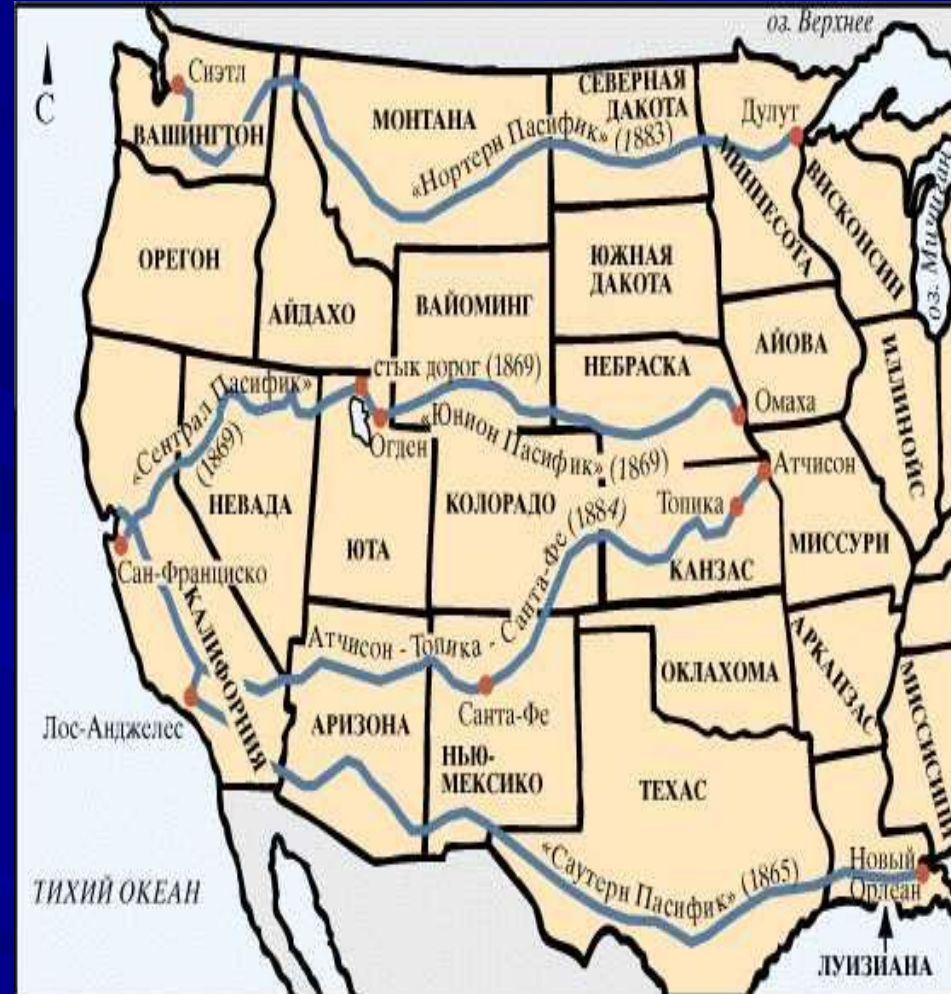 оз. Верхнее
С
Сиэтл
ВАШИНГТОН
МОНТАНА
СЕВЕРНАЯ
ДАКОТА
Дулут
«Нортерн Пасифик» (1883)
МИННЕСОТА
ВИСКОНСИН
оз. Мичиган
ОРЕГОН
АЙДАХО
ВАЙОМИНГ
ЮЖНАЯ
ДАКОТА
АЙОВА
ИЛЛИНОЙС
стык дорог (1869)
НЕБРАСКА
Омаха
«Сентрал Пасифик»
(1869)
Огден
«Юнион Пасифик» (1869)
Атчисон
Топика
НЕВАДА
ЮТА
КОЛОРАДО
КАНЗАС
МИССУРИ
Сан-Франциско
КАЛИФОРНИЯ
Атчисон - Топика - Санта-Фе (1884)
ОКЛАХОМА
АРКАНЗАС
МИССИСИПИ
Лос-Анджелес
АРИЗОНА
Санта-Фе
НЬЮ-
МЕКСИКО
ТЕХАС
«Саутерн Пасифик» (1865)
Новый
Орлеан
ТИХИЙ ОКЕАН
ЛУИЗИАНА